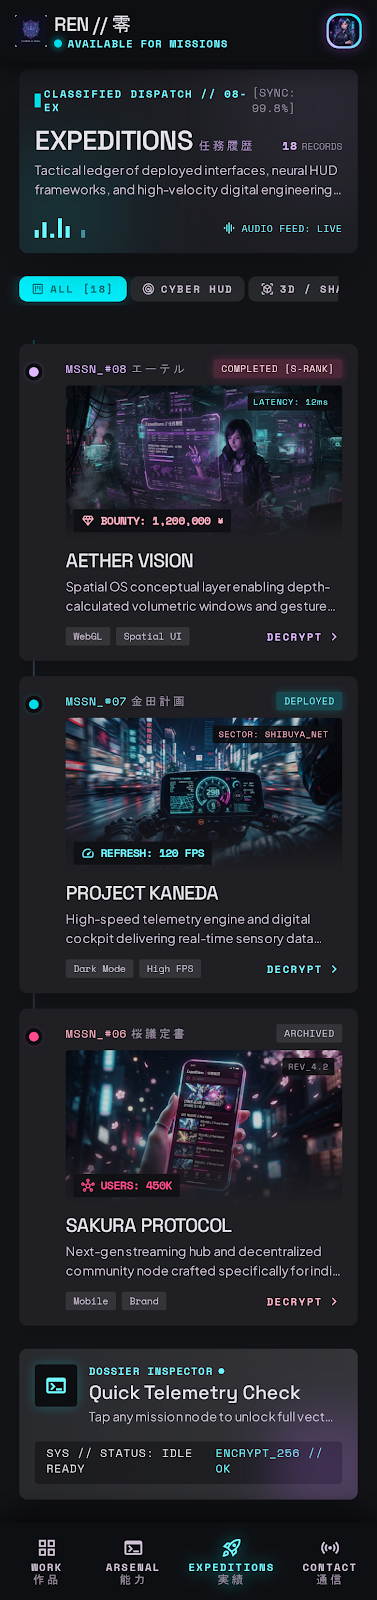 REN // 零
AVAILABLE FOR MISSIONS
CLASSIFIED DISPATCH // 08-
EX
[SYNC:
99.8%]
EXPEDITIONS 任務履歴
18 RECORDS
Tactical ledger of deployed interfaces, neural HUD
frameworks, and high-velocity digital engineering...
AUDIO FEED: LIVE
ALL [18]
CYBER HUD
3D / SHA
MSSN_#08 エーテル
COMPLETED [S-RANK]
LATENCY: 12ms
BOUNTY: 1,200,000 ¥
AETHER VISION
Spatial OS conceptual layer enabling depth-
calculated volumetric windows and gesture...
WebGL
Spatial UI
DECRYPT >
MSSN_#07 金田計画
DEPLOYED
SECTOR: SHIBUYA_NET
298
REFRESH: 120 FPS
PROJECT KANEDA
High-speed telemetry engine and digital
cockpit delivering real-time sensory data...
Dark Mode
High FPS
DECRYPT >
MSSN_#06 桜議定書
ARCHIVED
REV_4.2
USERS: 450K
SAKURA PROTOCOL
Next-gen streaming hub and decentralized
community node crafted specifically for indi...
Mobile
Brand
DECRYPT >
DOSSIER INSPECTOR
Quick Telemetry Check
Tap any mission node to unlock full vect...
SYS // STATUS: IDLE
READY
ENCRYPT_256 //
OK
WORK
作品
ARSENAL
能力
EXPEDITIONS
実績
CONTACT
通信